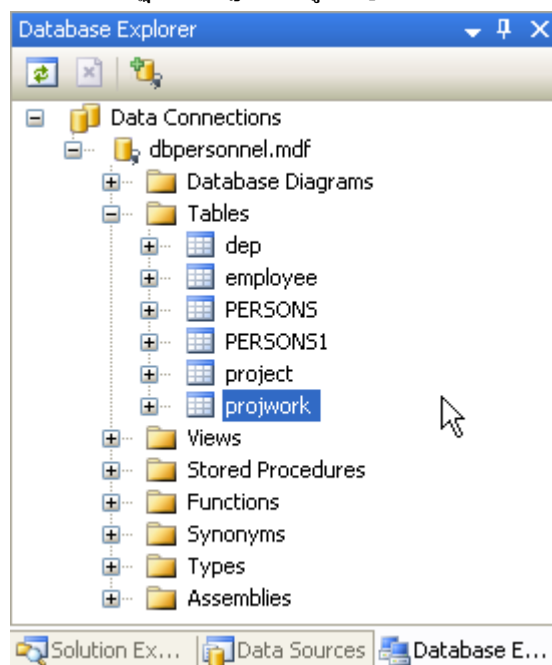 Database Explorer
Data Connections
dbpersonnel.mdf
Database Diagrams
Tables
dep
employee
PERSONS
PERSONS1
project
projwork
Views
Stored Procedures
Functions
Synonyms
Types
Assemblies
Solution Ex... Data Sources Database E...